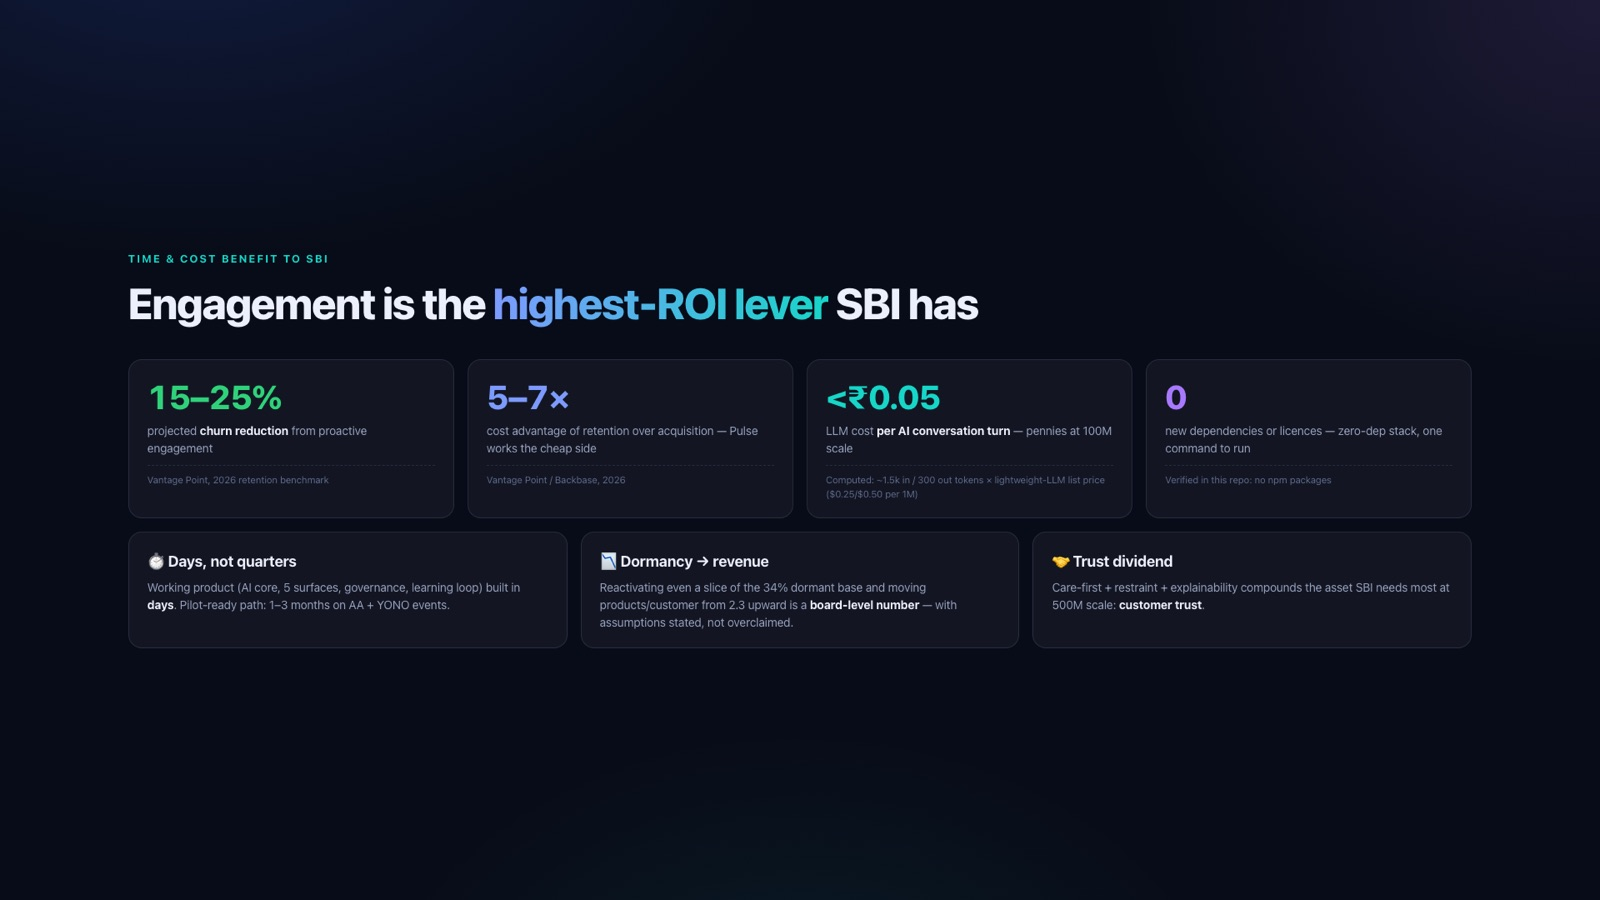 TIME & COST BENEFIT TO SBI
Engagement is the highest-ROI lever SBI has
15–25%
projected churn reduction from proactive
engagement
Vantage Point, 2026 retention benchmark
5–7×
cost advantage of retention over acquisition — Pulse
works the cheap side
Vantage Point / Backbase, 2026
<₹0.05
LLM cost per AI conversation turn — pennies at 100M
scale
Computed: ~1.5k in / 300 out tokens × lightweight-LLM list price
($0.25/$0.50 per 1M)
0
new dependencies or licences — zero-dep stack, one
command to run
Verified in this repo: no npm packages
⏱️ Days, not quarters
Working product (AI core, 5 surfaces, governance, learning loop) built in
days. Pilot-ready path: 1–3 months on AA + YONO events.
📉 Dormancy → revenue
Reactivating even a slice of the 34% dormant base and moving
products/customer from 2.3 upward is a board-level number — with
assumptions stated, not overclaimed.
🤝 Trust dividend
Care-first + restraint + explainability compounds the asset SBI needs most at
500M scale: customer trust.